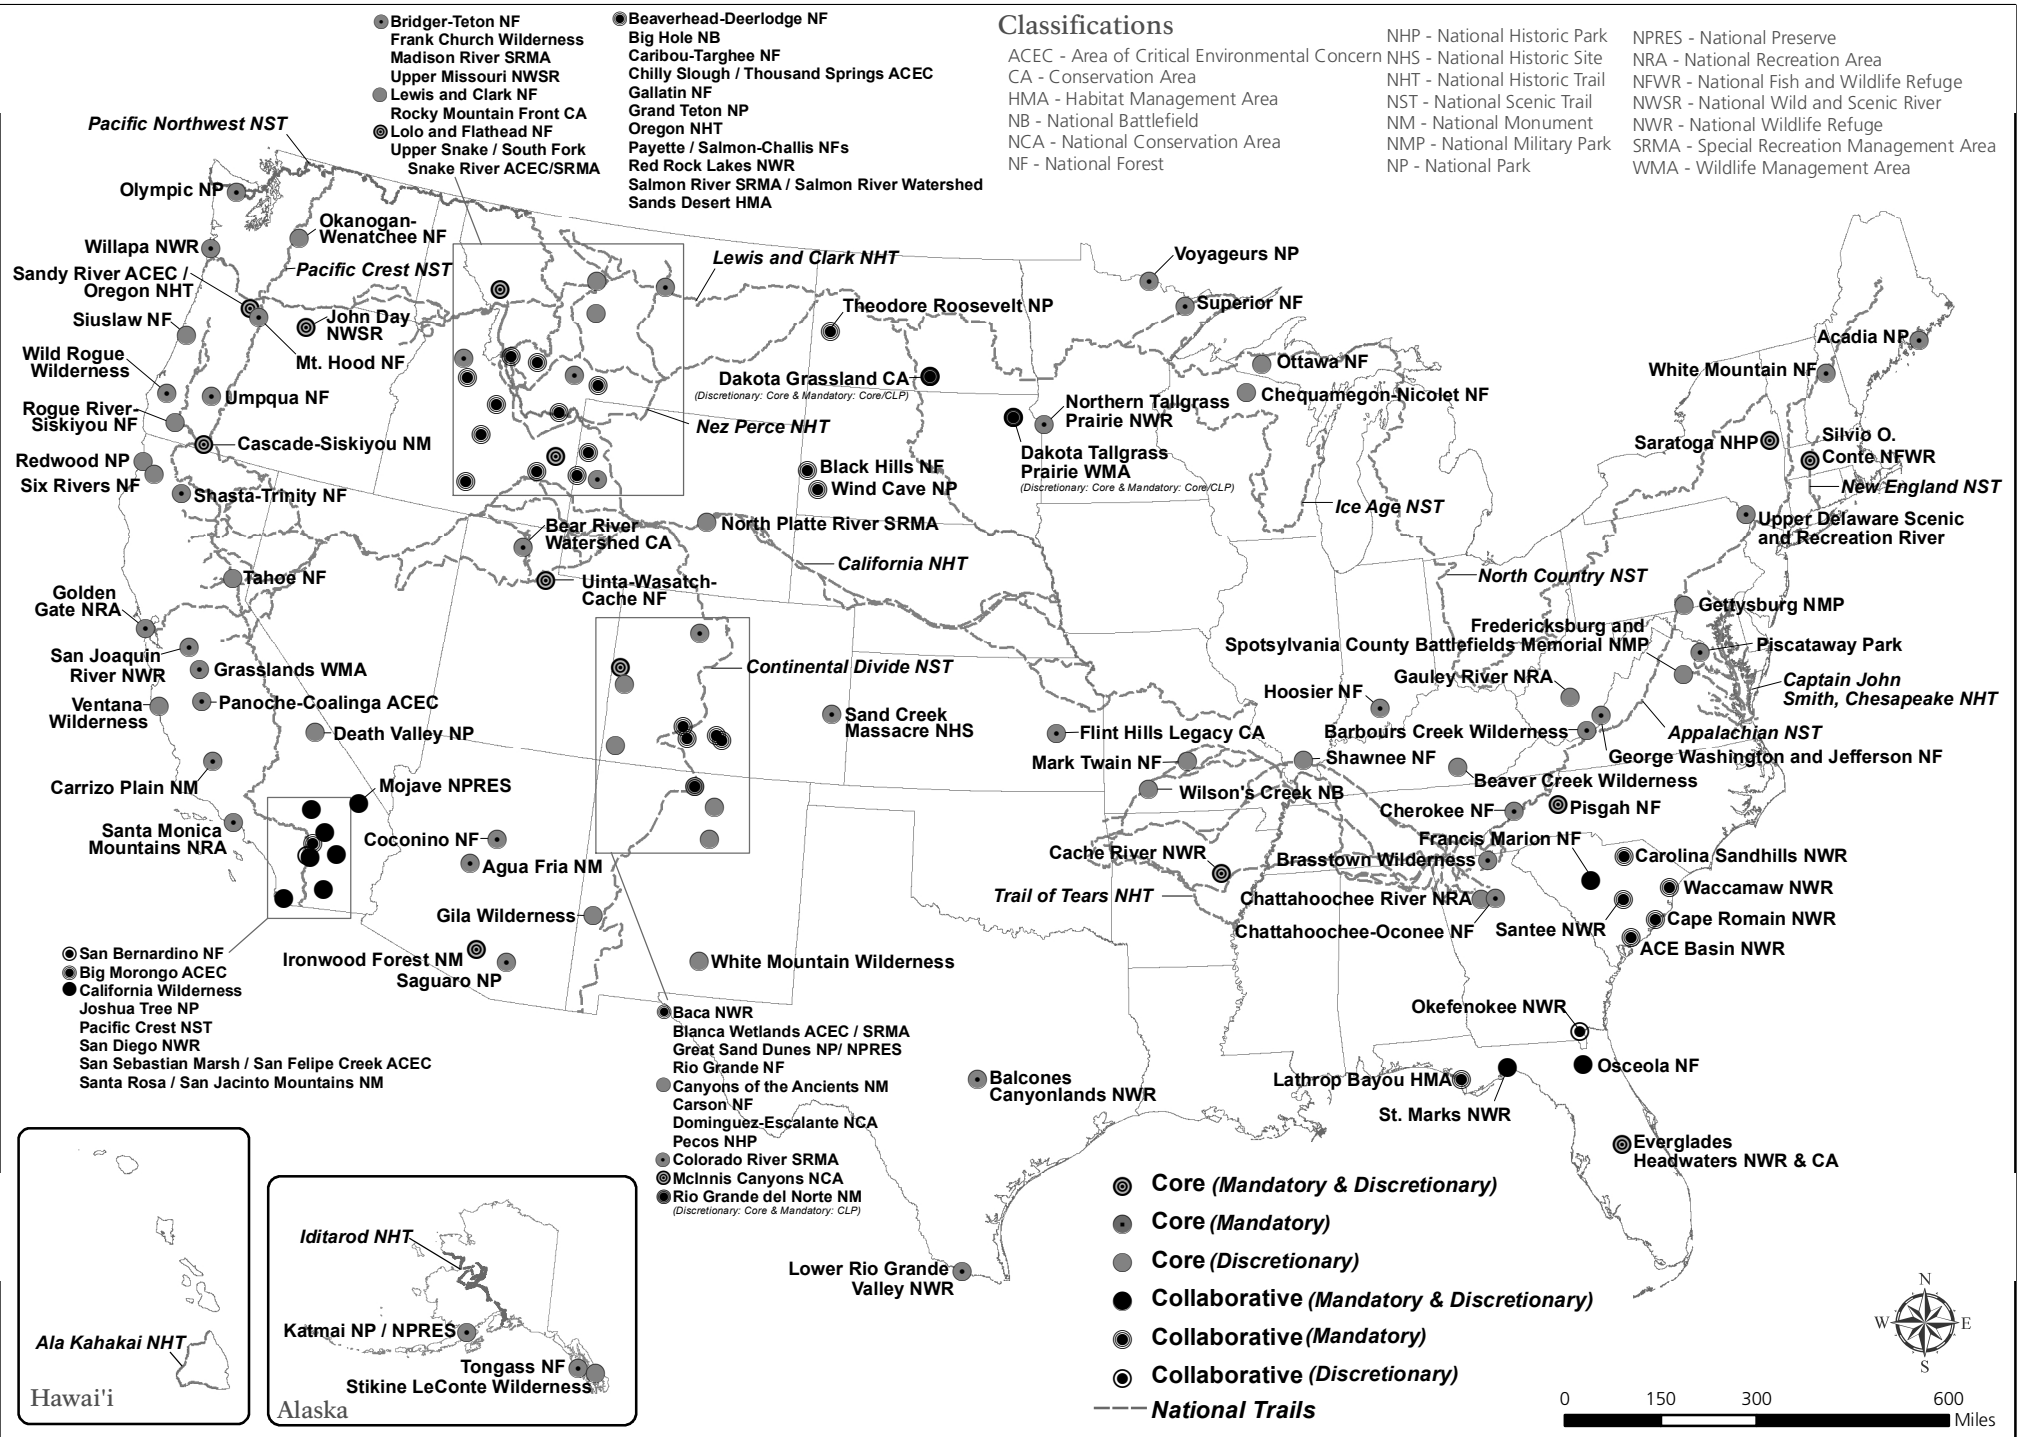 Bridger-Teton NF
Frank Church Wilderness
Madison River SRMA
Upper Missouri NWSR
Lewis and Clark NF
Rocky Mountain Front CA
Lolo and Flathead NF
Upper Snake / South Fork
Snake River ACEC/SRMA
Beaverhead-Deerlodge NF
Big Hole NB
Caribou-Targhee NF
Chilly Slough / Thousand Springs ACEC
Gallatin NF
Grand Teton NP
Oregon NHT
Payette / Salmon-Challis NFs
Red Rock Lakes NWR
Salmon River SRMA / Salmon River Watershed
Sands Desert HMA
Classifications
ACEC - Area of Critical Environmental Concern
CA - Conservation Area
HMA - Habitat Management Area
NB - National Battlefield
NCA - National Conservation Area
NF - National Forest
NHP - National Historic Park
NHS - National Historic Site
NHT - National Historic Trail
NST - National Scenic Trail
NM - National Monument
NMP - National Military Park
NP - National Park
NPRES - National Preserve
NRA - National Recreation Area
NFWR - National Fish and Wildlife Refuge
NWSR - National Wild and Scenic River
NWR - National Wildlife Refuge
SRMA - Special Recreation Management Area
WMA - Wildlife Management Area
Pacific Northwest NST
Olympic NP
Okanogan-
Wenatchee NF
Willapa NWR
Pacific Crest NST
Sandy River ACEC /
Oregon NHT
Siuslaw NF
John Day
NWSR
Mt. Hood NF
Wild Rogue
Wilderness
Umpqua NF
Rogue River-
Siskiyou NF
Cascade-Siskiyou NM
Redwood NP
Six Rivers NF
Shasta-Trinity NF
Tahoe NF
Golden
Gate NRA
San Joaquin
River NWR
Grasslands WMA
Panoche-Coalinga ACEC
Ventana
Wilderness
Death Valley NP
Carrizo Plain NM
Mojave NPRES
Santa Monica
Mountains NRA
Coconino NF
Agua Fria NM
Gila Wilderness
Ironwood Forest NM
Saguaro NP
White Mountain Wilderness
Lewis and Clark NHT
Theodore Roosevelt NP
Dakota Grassland CA
(Discretionary: Core & Mandatory: Core/CLP)
Nez Perce NHT
Black Hills NF
Wind Cave NP
North Platte River SRMA
Bear River
Watershed CA
California NHT
Uinta-Wasatch-
Cache NF
Continental Divide NST
Sand Creek
Massacre NHS
Voyageurs NP
Superior NF
Ottawa NF
Chequamegon-Nicolet NF
Northern Tallgrass
Prairie NWR
Dakota Tallgrass
Prairie WMA
(Discretionary: Core & Mandatory: Core/CLP)
Ice Age NST
North Country NST
Acadia NP
White Mountain NF
Saratoga NHP
Silvio O.
Conte NFWR
New England NST
Upper Delaware Scenic
and Recreation River
Gettysburg NMP
Fredericksburg and
Spotsylvania County Battlefields Memorial NMP
Piscataway Park
Gauley River NRA
Captain John
Smith, Chesapeake NHT
Hoosier NF
Barbours Creek Wilderness
Appalachian NST
George Washington and Jefferson NF
Flint Hills Legacy CA
Mark Twain NF
Shawnee NF
Beaver Creek Wilderness
Wilson's Creek NB
Cherokee NF
Pisgah NF
Francis Marion NF
Cache River NWR
Brasstown Wilderness
Carolina Sandhills NWR
Trail of Tears NHT
Chattahoochee River NRA
Waccamaw NWR
Chattahoochee-Oconee NF
Santee NWR
Cape Romain NWR
ACE Basin NWR
Okefenokee NWR
Osceola NF
Lathrop Bayou HMA
St. Marks NWR
Everglades
Headwaters NWR & CA
Balcones
Canyonlands NWR
Lower Rio Grande
Valley NWR
San Bernardino NF
Big Morongo ACEC
California Wilderness
Joshua Tree NP
Pacific Crest NST
San Diego NWR
San Sebastian Marsh / San Felipe Creek ACEC
Santa Rosa / San Jacinto Mountains NM
Baca NWR
Blanca Wetlands ACEC / SRMA
Great Sand Dunes NP/ NPRES
Rio Grande NF
Canyons of the Ancients NM
Carson NF
Dominguez-Escalante NCA
Pecos NHP
Colorado River SRMA
McInnis Canyons NCA
Rio Grande del Norte NM
(Discretionary: Core & Mandatory: CLP)
Ala Kahakai NHT
Hawai'i
Iditarod NHT
Katmai NP / NPRES
Tongass NF
Stikine LeConte Wilderness
Alaska
Core (Mandatory & Discretionary)
Core (Mandatory)
Core (Discretionary)
Collaborative (Mandatory & Discretionary)
Collaborative (Mandatory)
Collaborative (Discretionary)
National Trails
N
W E
S
0 150 300 600
Miles